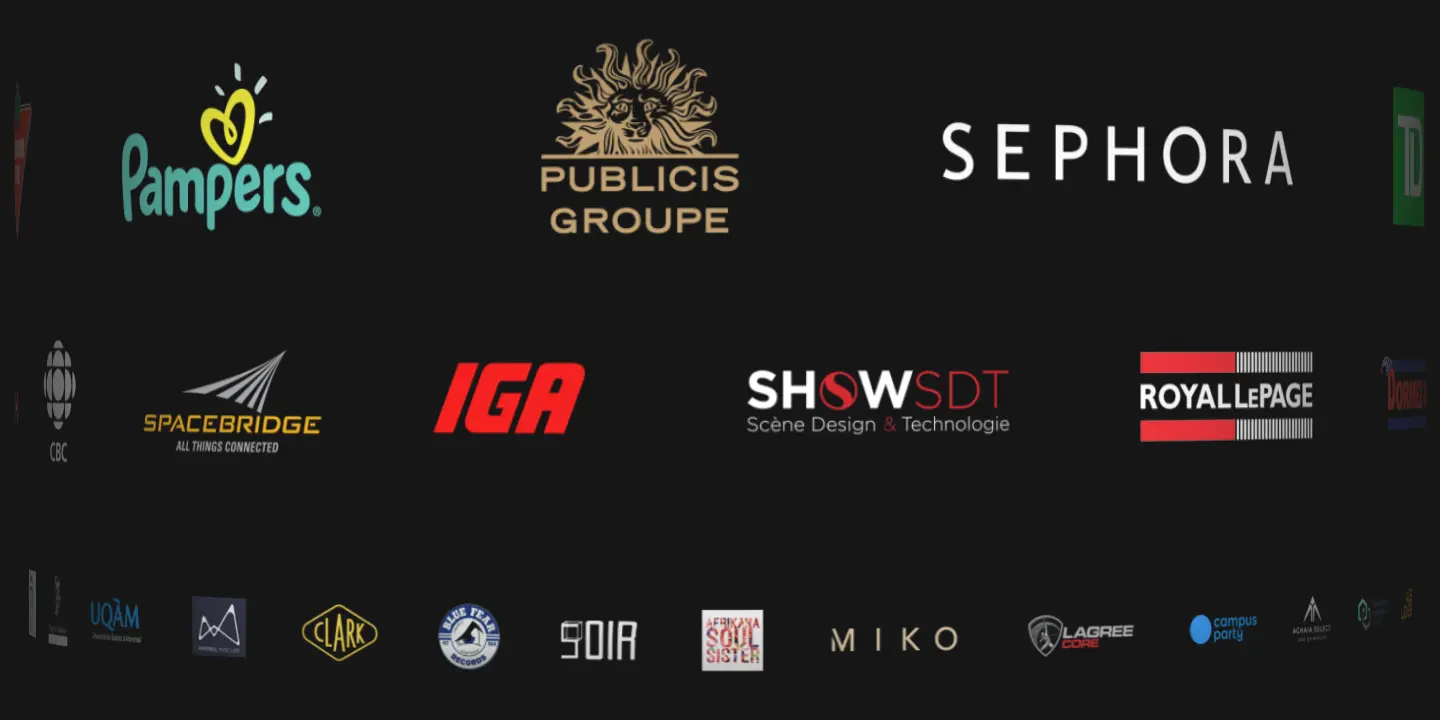 Pampers®
PUBLICIS
GROUPE
SEPHORA
TD
CBC
SPACEBRIDGE
ALL THINGS CONNECTED
IGA
SHOWSDT
Scène Design & Technologie
ROYAL LEPAGE
UQÀM
CLARK
BLUE FEAR
RECORDS
SOIR
AFRIKANA
SOUL
SISTER
MIKO
LAGREE
CORE
campus
party